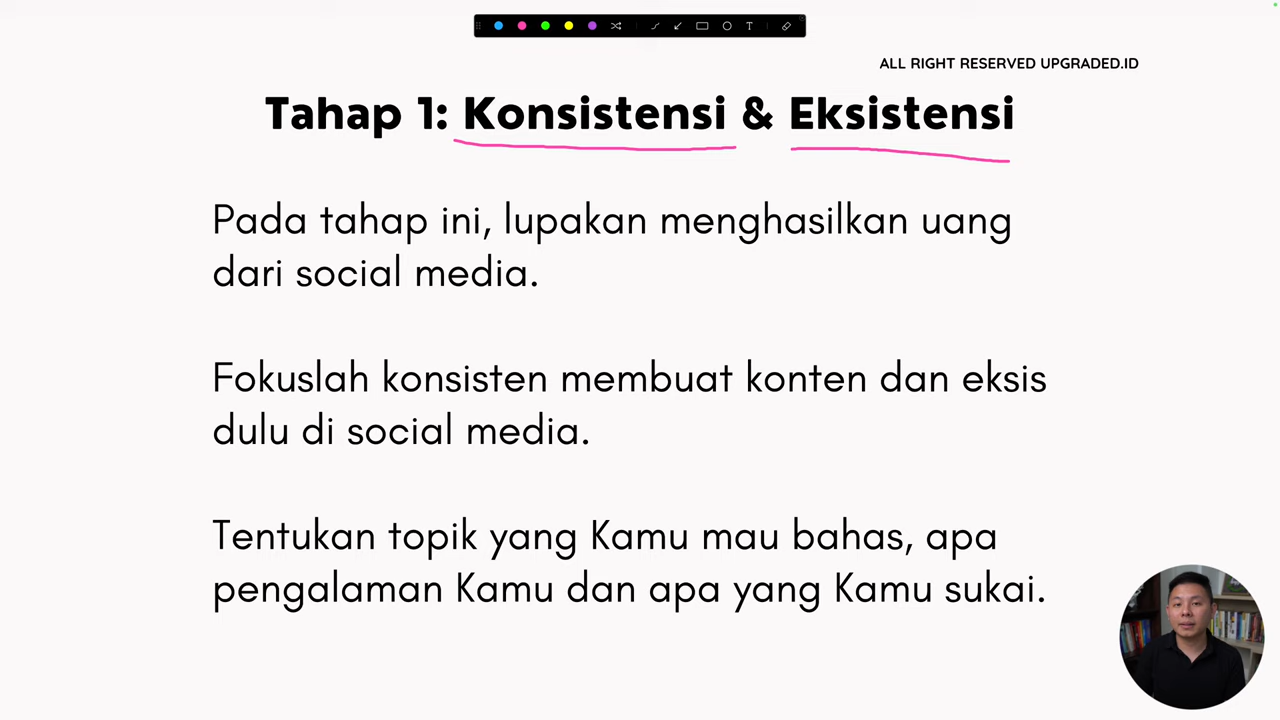 ALL RIGHT RESERVED UPGRADED.ID
Tahap 1: Konsistensi & Eksistensi
Pada tahap ini, lupakan menghasilkan uang
dari social media.
Fokuslah konsisten membuat konten dan eksis
dulu di social media.
Tentukan topik yang Kamu mau bahas, apa
pengalaman Kamu dan apa yang Kamu sukai.